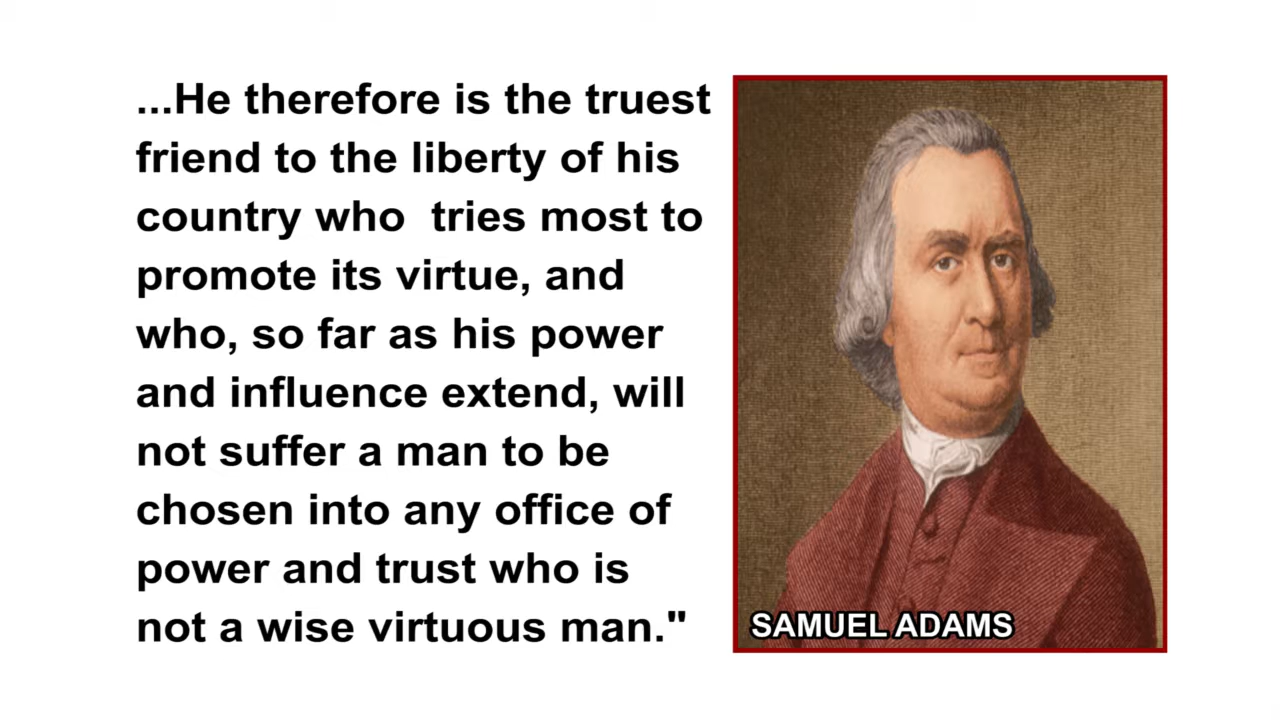 ...He therefore is the truest
friend to the liberty of his
country who  tries most to
promote its virtue, and
who, so far as his power
and influence extend, will
not suffer a man to be
chosen into any office of
power and trust who is
not a wise virtuous man."
SAMUEL ADAMS